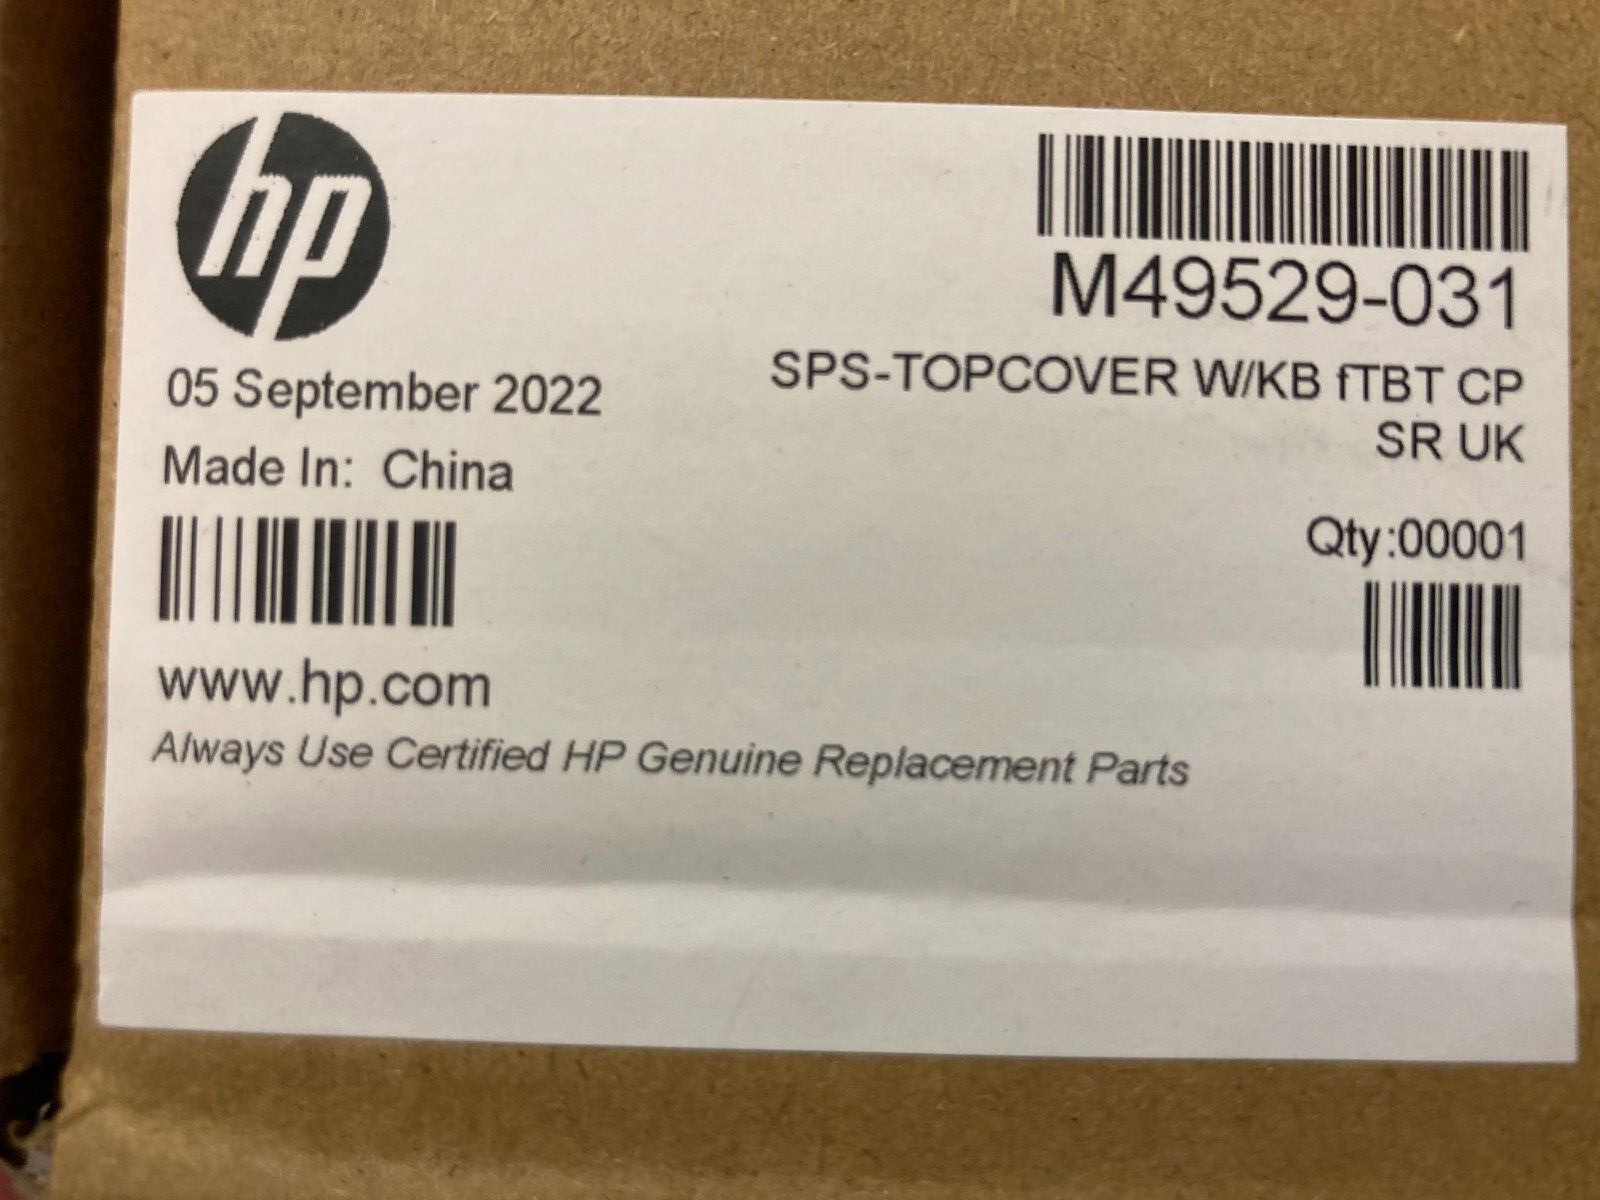 hp
M49529-031
05 September 2022
SPS-TOPCOVER W/KB fTBT CP
SR UK
Made In: China
Qty:00001
www.hp.com
Always Use Certified HP Genuine Replacement Parts